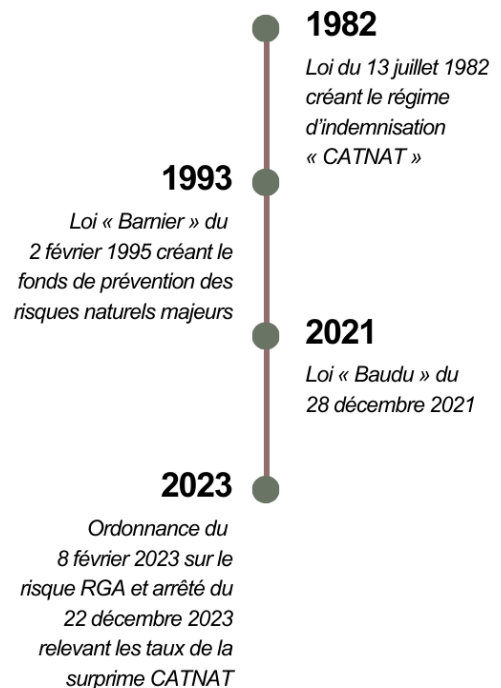 1982
Loi du 13 juillet 1982
créant le régime
d’indemnisation
« CATNAT »
1993
Loi « Barnier » du
2 février 1995 créant le
fonds de prévention des
risques naturels majeurs
2021
Loi « Baudu » du
28 décembre 2021
2023
Ordonnance du
8 février 2023 sur le
risque RGA et arrêté du
22 décembre 2023
relevant les taux de la
surprime CATNAT